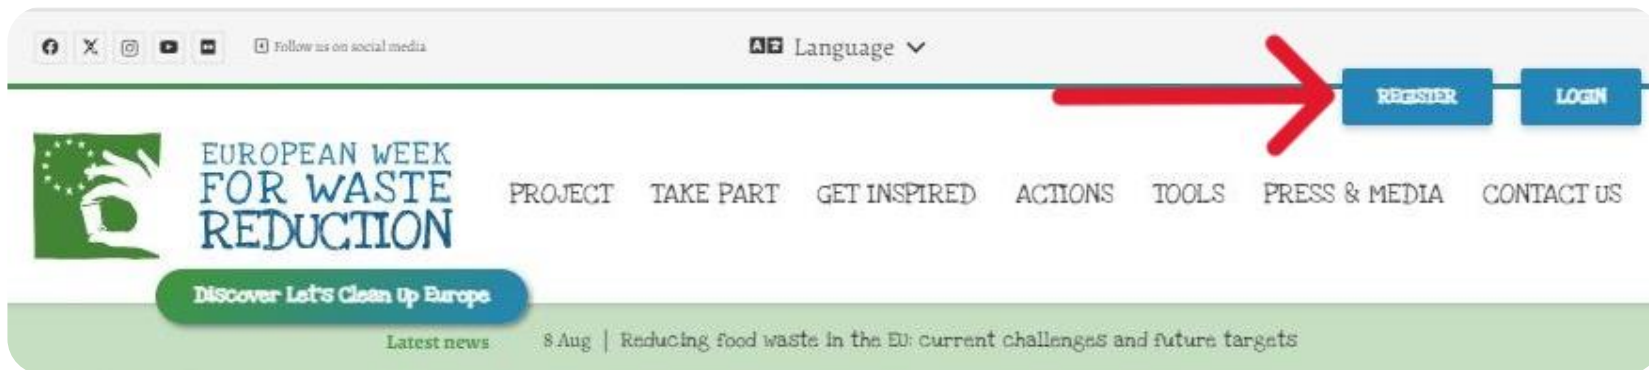 Follow us on social media
Language
REGISTER
LOGIN
EUROPEAN WEEK
FOR WASTE
REDUCTION
PROJECT TAKE PART GET INSPIRED ACTIONS TOOLS PRESS & MEDIA CONTACT US
Discover Let's Clean Up Europe
Latest news 8 Aug | Reducing food waste in the EU: current challenges and future targets